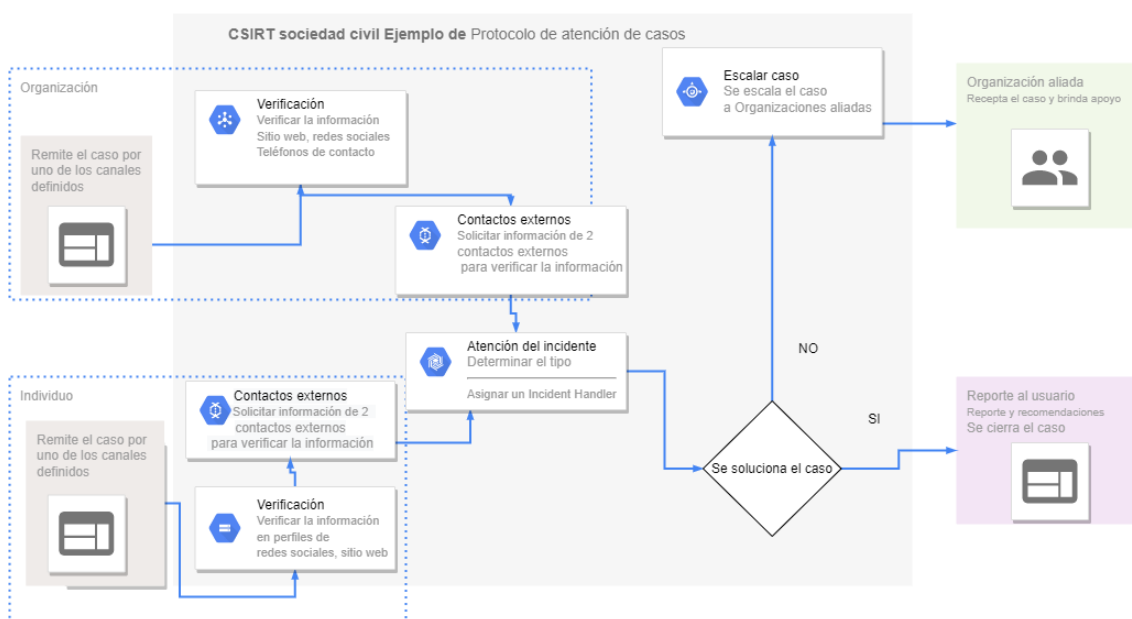 CSIRT sociedad civil Ejemplo de Protocolo de atención de casos
Organización
Remite el caso por
uno de los canales
definidos
Verificación
Verificar la información
Sitio web, redes sociales
Teléfonos de contacto
Contactos externos
Solicitar información de 2
contactos externos
para verificar la información
Escalar caso
Se escala el caso
a Organizaciones aliadas
Organización aliada
Recepta el caso y brinda apoyo
Atención del incidente
Determinar el tipo
Asignar un Incident Handler
NO
SI
Se soluciona el caso
Individuo
Remite el caso por
uno de los canales
definidos
Contactos externos
Solicitar información de 2
contactos externos
para verificar la información
Verificación
Verificar la información
en perfiles de
redes sociales, sitio web
Reporte al usuario
Reporte y recomendaciones
Se cierra el caso